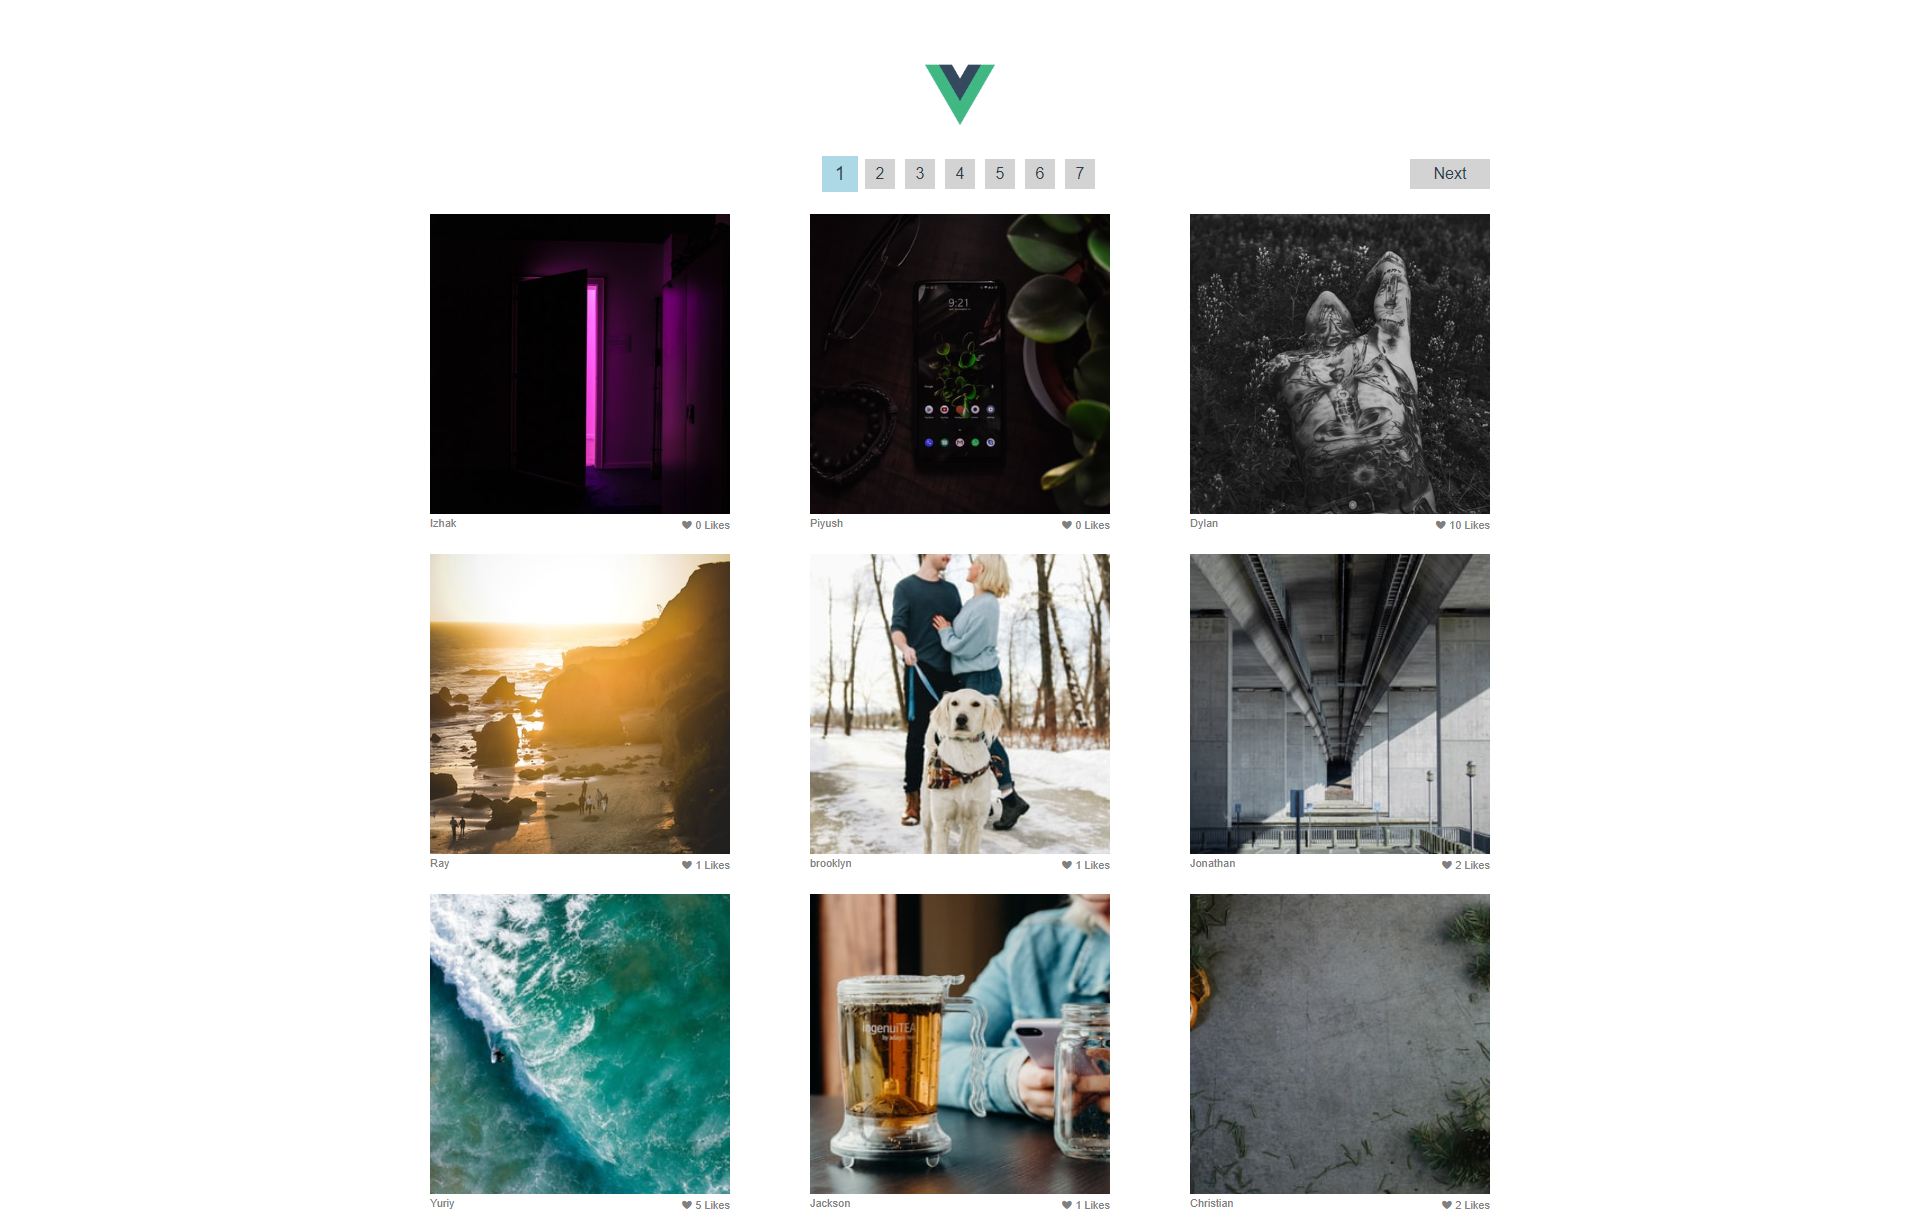 1 2 3 4 5 6 7 Next
9:21
Izhak 0 Likes
Piyush 0 Likes
Dylan 10 Likes
Ray 1 Likes
brooklyn 1 Likes
Jonathan 2 Likes
ingenuiTEA
Yuriy 5 Likes
Jackson 1 Likes
Christian 2 Likes